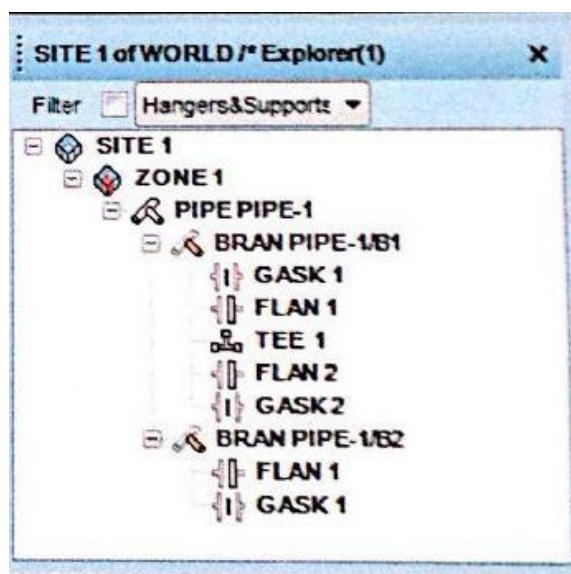 SITE 1 of WORLD /* Explorer(1)
Filter Hangers&Supports
SITE 1
ZONE 1
PIPE PIPE-1
BRAN PIPE-1/B1
GASK 1
FLAN 1
TEE 1
FLAN 2
GASK 2
BRAN PIPE-1/B2
FLAN 1
GASK 1